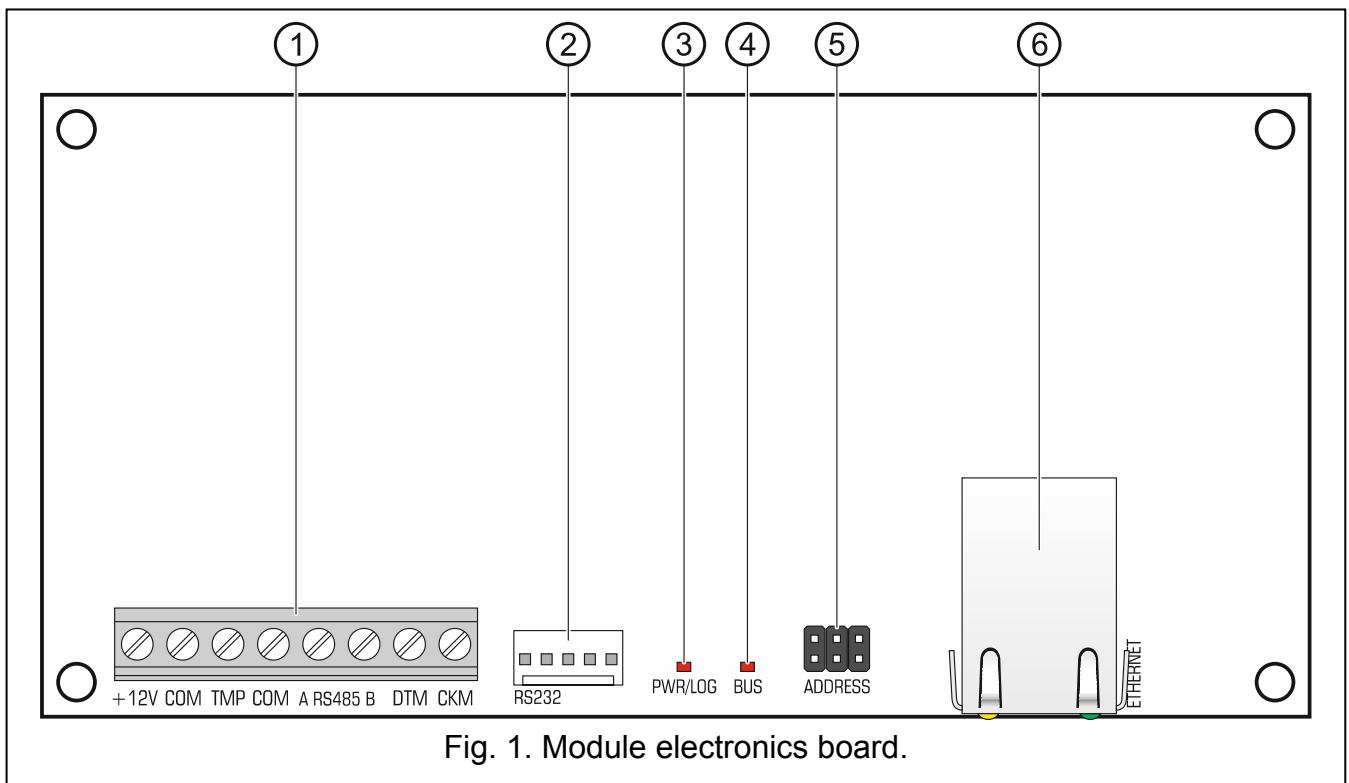 1 2 3 4 5 6
+12V COM TMP COM A RS485 B DTM CKM
RS232
PWR/LOG BUS
ADDRESS
ETHERNET
Fig. 1. Module electronics board.